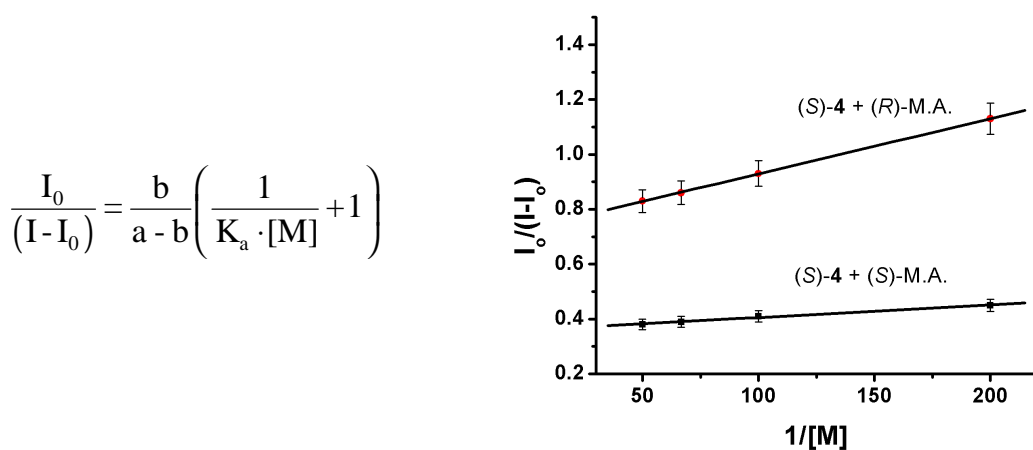 I₀/(I-I₀) = b/(a-b) (1/(Kₐ·[M]) + 1)
Iₒ/(I-Iₒ)
1.4
1.2
1.0
0.8
0.6
0.4
0.2
(S)-4 + (R)-M.A.
(S)-4 + (S)-M.A.
50
100
150
200
1/[M]